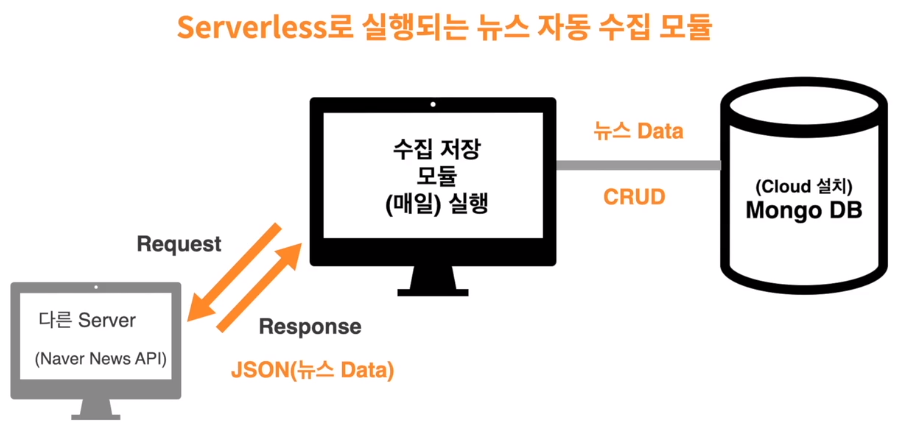 Serverless로 실행되는 뉴스 자동 수집 모듈
수집 저장
모듈
(매일) 실행
뉴스 Data
CRUD
(Cloud 설치)
Mongo DB
Request
Response
JSON(뉴스 Data)
다른 Server
(Naver News API)